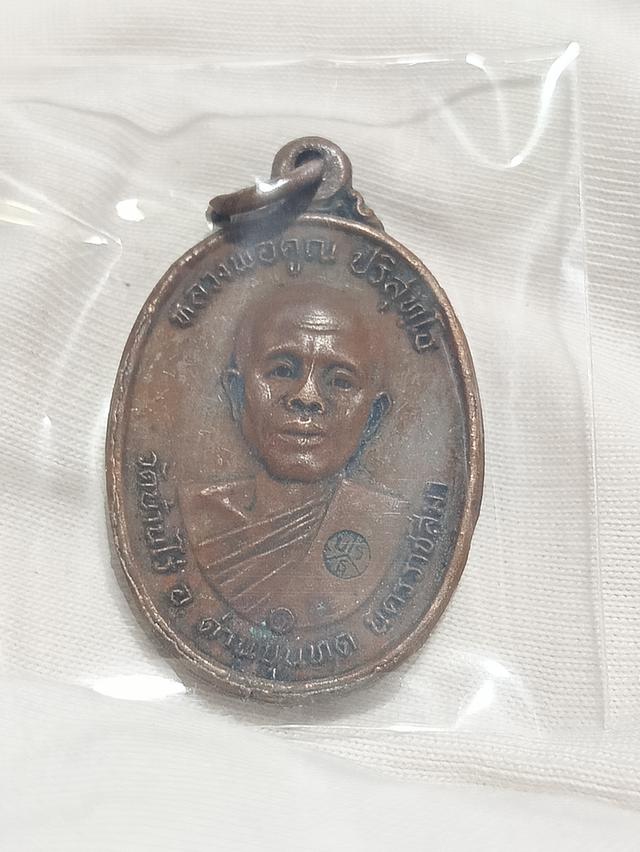 หลวงพ่อคูณ ปริสุทฺโธ
วัดบ้านไร่ อ. ด่านขุนทด นครราชสีมา